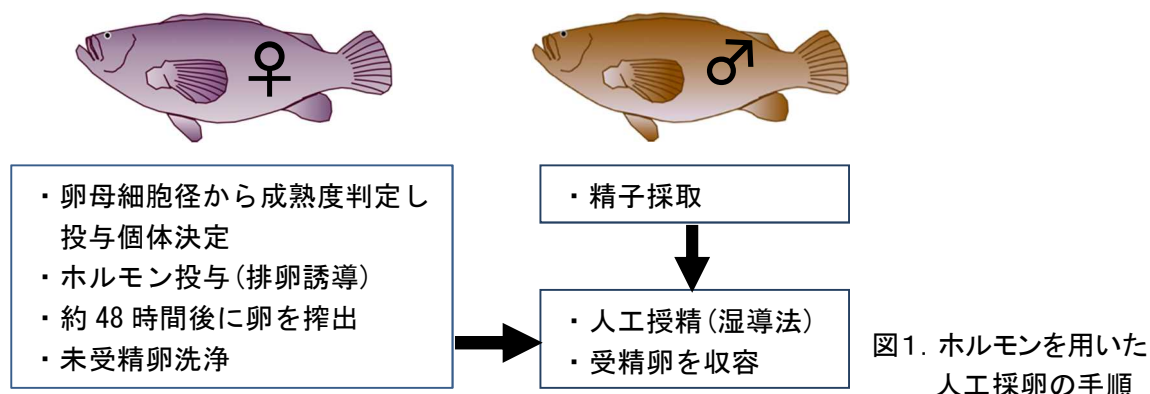 ♀
♂
・卵母細胞径から成熟度判定し
投与個体決定
・ホルモン投与(排卵誘導)
・約 48 時間後に卵を搾出
・未受精卵洗浄
・精子採取
・人工授精(湿導法)
・受精卵を収容
図1. ホルモンを用いた
人工採卵の手順